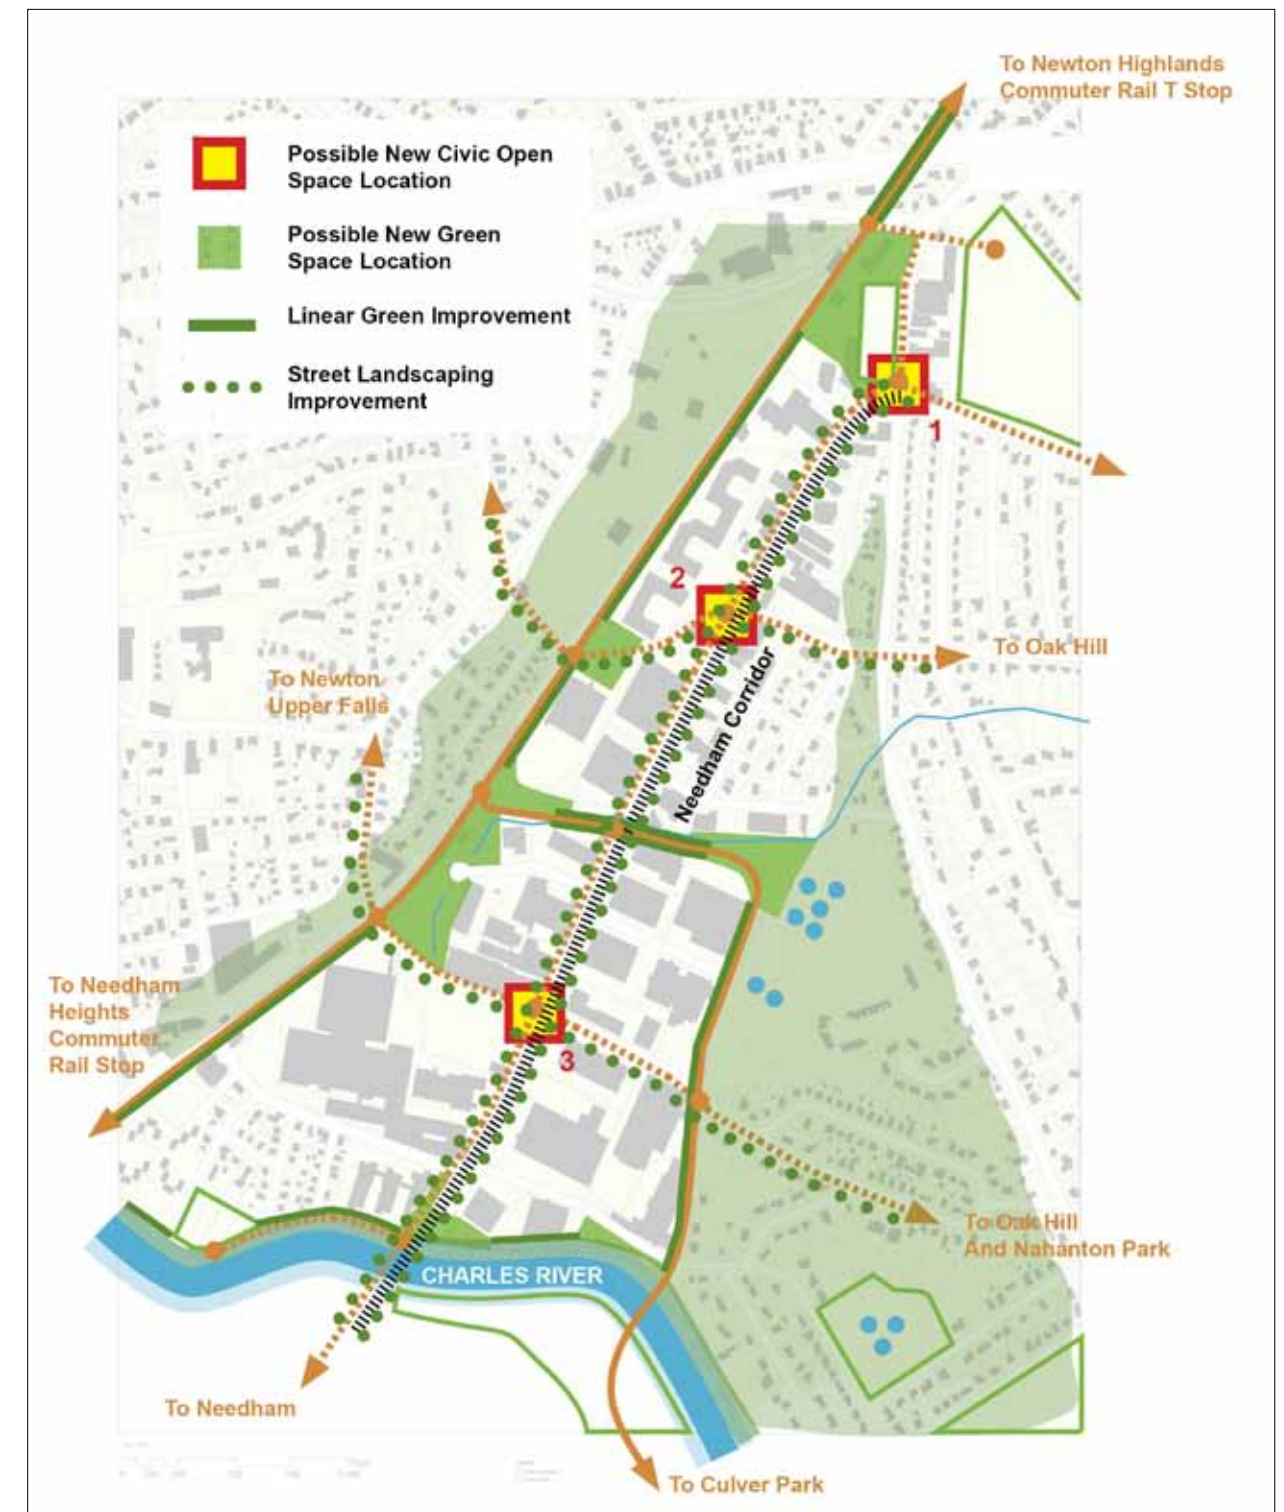 To Newton Highlands
Commuter Rail T Stop
Possible New Civic Open
Space Location
Possible New Green
Space Location
Linear Green Improvement
Street Landscaping
Improvement
1
2
To Oak Hill
To Newton
Upper Falls
Needham Corridor
To Needham
Heights
Commuter
Rail Stop
3
To Oak Hill
And Nahanton Park
CHARLES RIVER
To Needham
To Culver Park